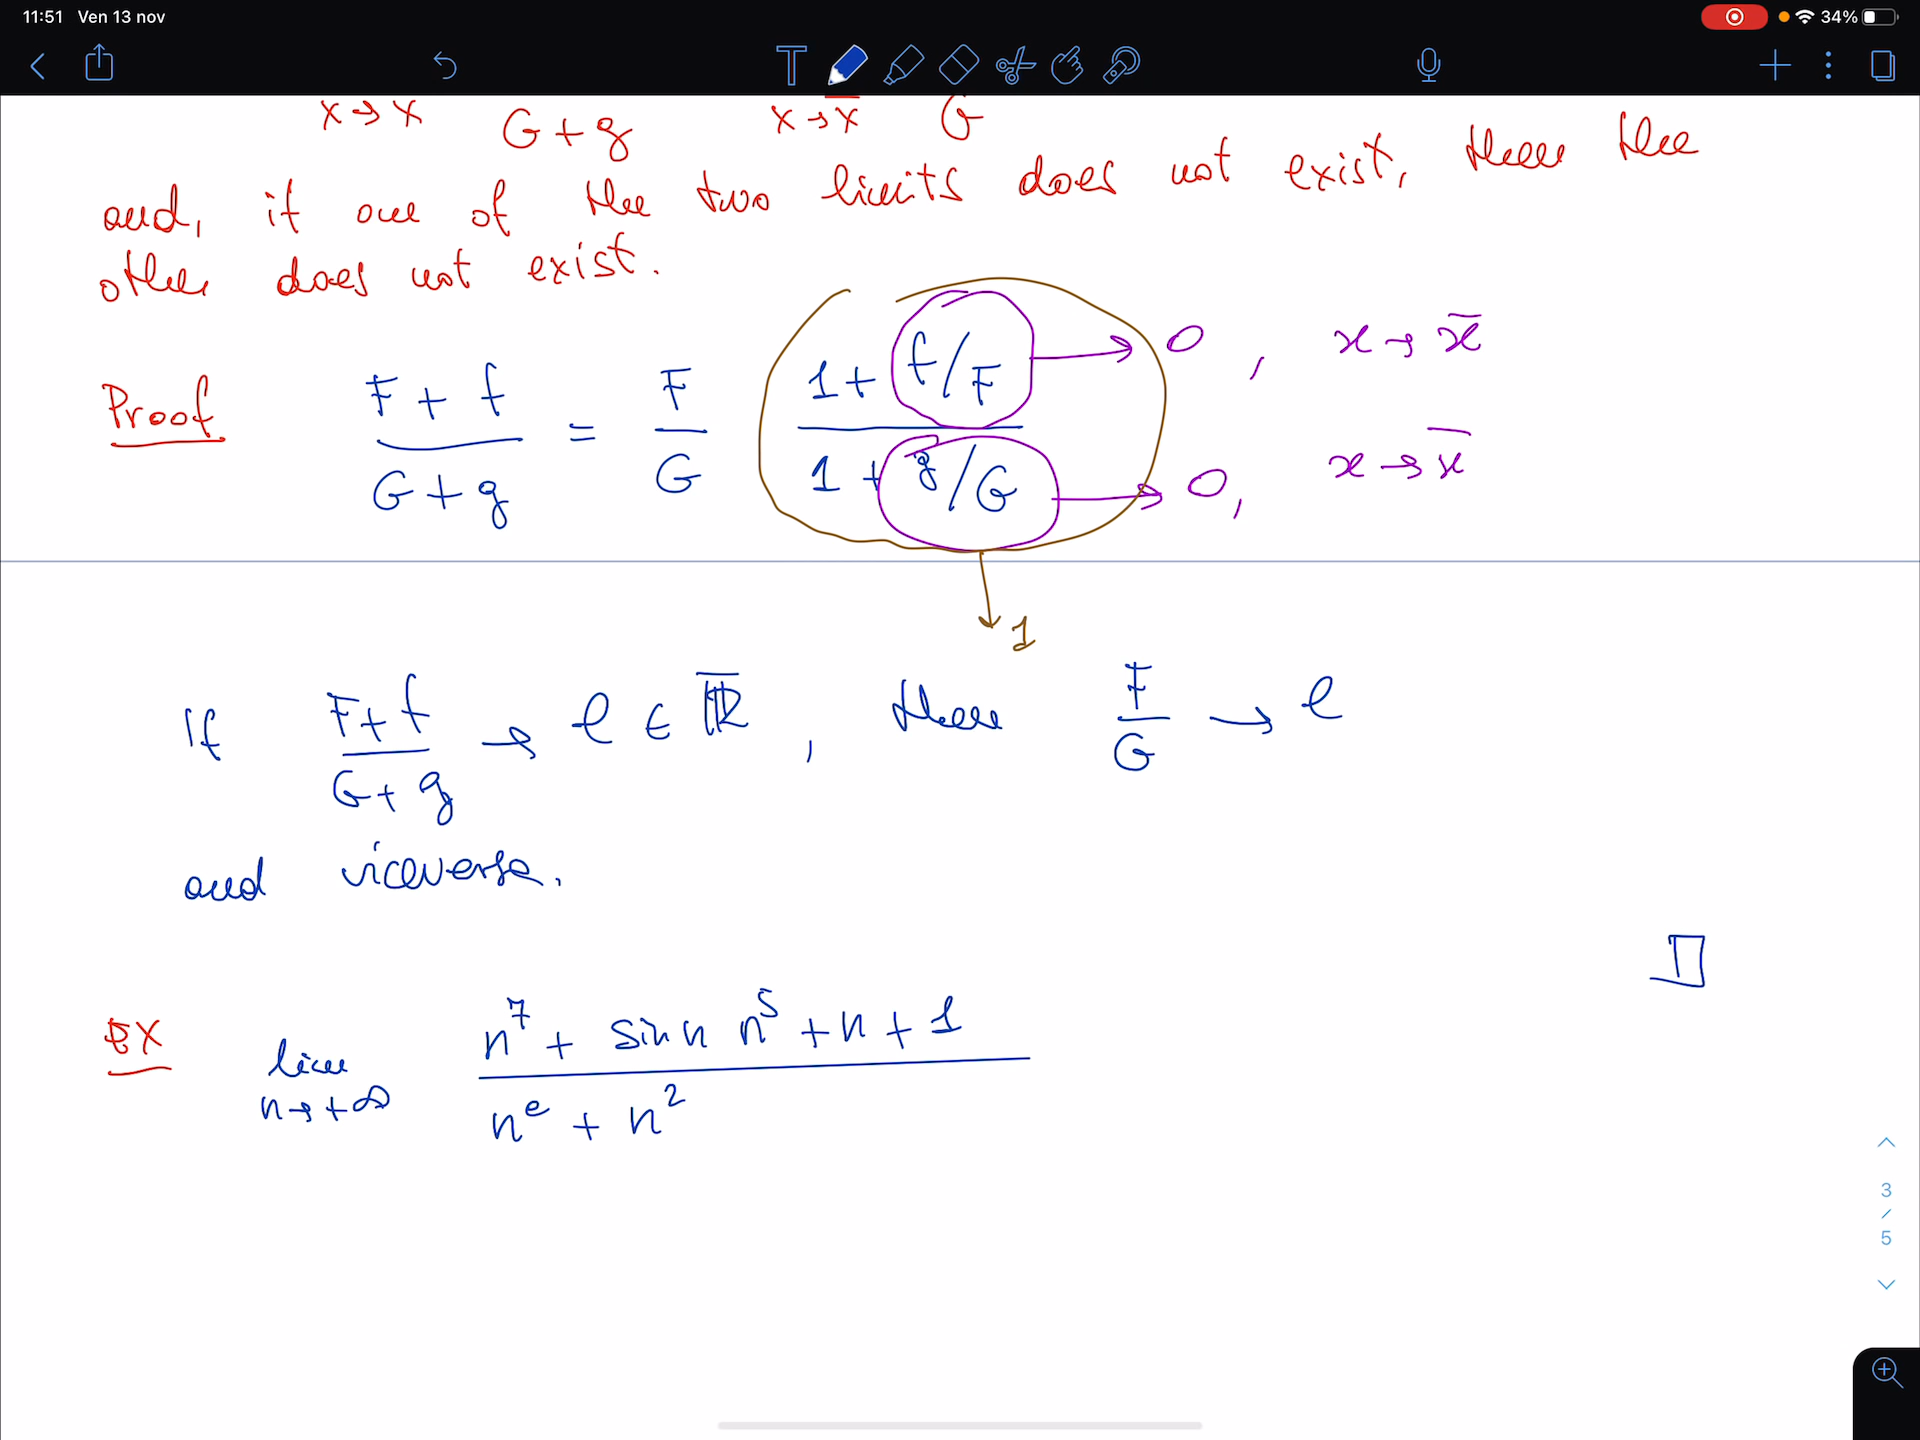 11:51 Ven 13 nov 34%
x→x̄ G+g x→x̄ G
and, if one of the two limits does not exist, then the
other does not exist.
Proof (F+f)/(G+g) = F/G (1+f/F)/(1+g/G) → 0, x→x̄
→ 0, x→x̄
→ 1
If (F+f)/(G+g) → ℓ ∈ ℝ̄, then F/G → ℓ
and viceversa.
EX lim n→+∞ (n⁷ + sin n n⁵ + n + 1)/(nᵉ + n²)
3
/
5